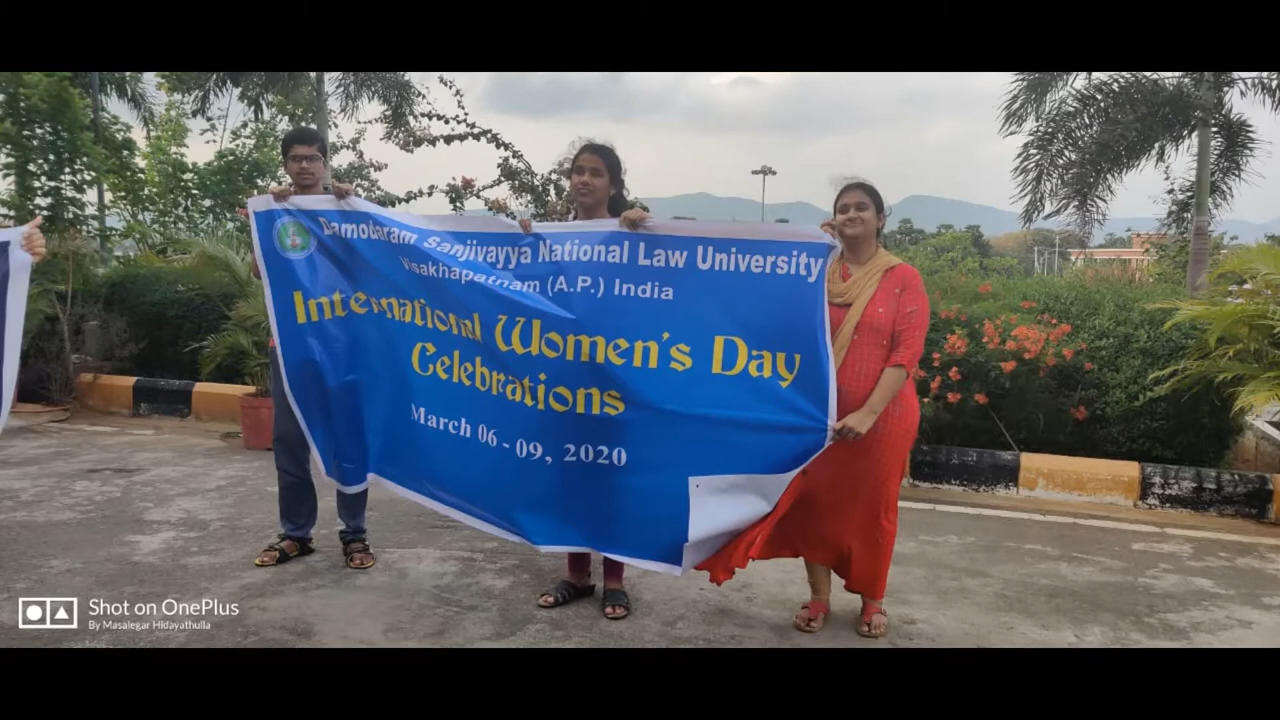 Damodaram Sanjivayya National Law University
Visakhapatnam (A.P.) India
International Women's Day
Celebrations
March 06 - 09, 2020
Shot on OnePlus
By Masalegar Hidayathulla